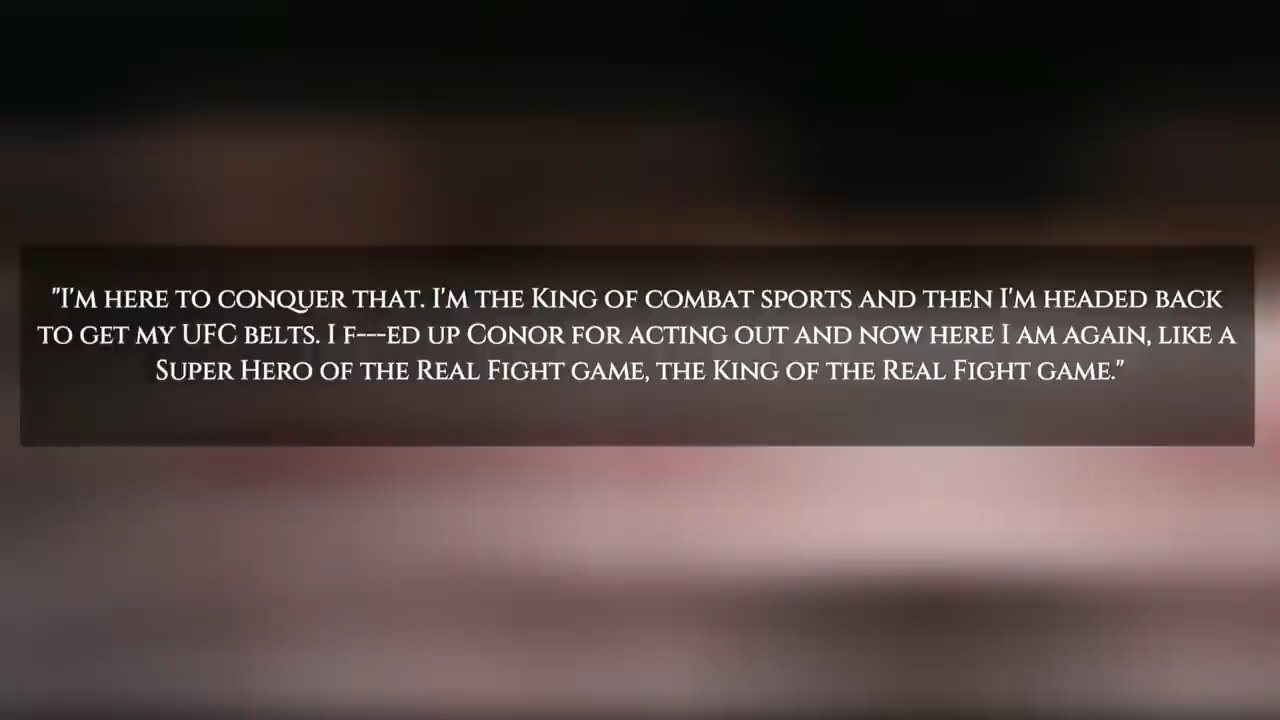 "I'm here to conquer that. I'm the King of combat sports and then I'm headed back
to get my UFC belts. I f---ed up Conor for acting out and now here I am again, like a
Super Hero of the Real Fight game, the King of the Real Fight game."